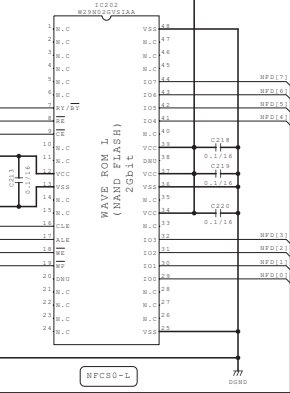 IC202
W29N02GVSIAA
1 N.C
2 N.C
3 N.C
4 N.C
5 N.C
6 N.C
7 RY/BY
8 RE
9 CE
10 N.C
11 N.C
12 VCC
13 VSS
14 N.C
15 N.C
16 CLE
17 ALE
18 WE
19 WP
20 DNU
21 N.C
22 N.C
23 N.C
24 N.C
WAVE ROM L
(NAND FLASH)
2Gbit
VSS 48
N.C 47
N.C 46
N.C 45
IO7 44
IO6 43
IO5 42
IO4 41
N.C 40
VCC 39
DNU 38
VCC 37
VSS 36
N.C 35
VCC 34
N.C 33
IO3 32
IO2 31
IO1 30
IO0 29
N.C 28
N.C 27
N.C 26
VSS 25
NFD[7]
NFD[6]
NFD[5]
NFD[4]
C218
0.1/16
C219
0.1/16
C220
0.1/16
NFD[3]
NFD[2]
NFD[1]
NFD[0]
C213
0.1/16
NFCS0-L
DGND